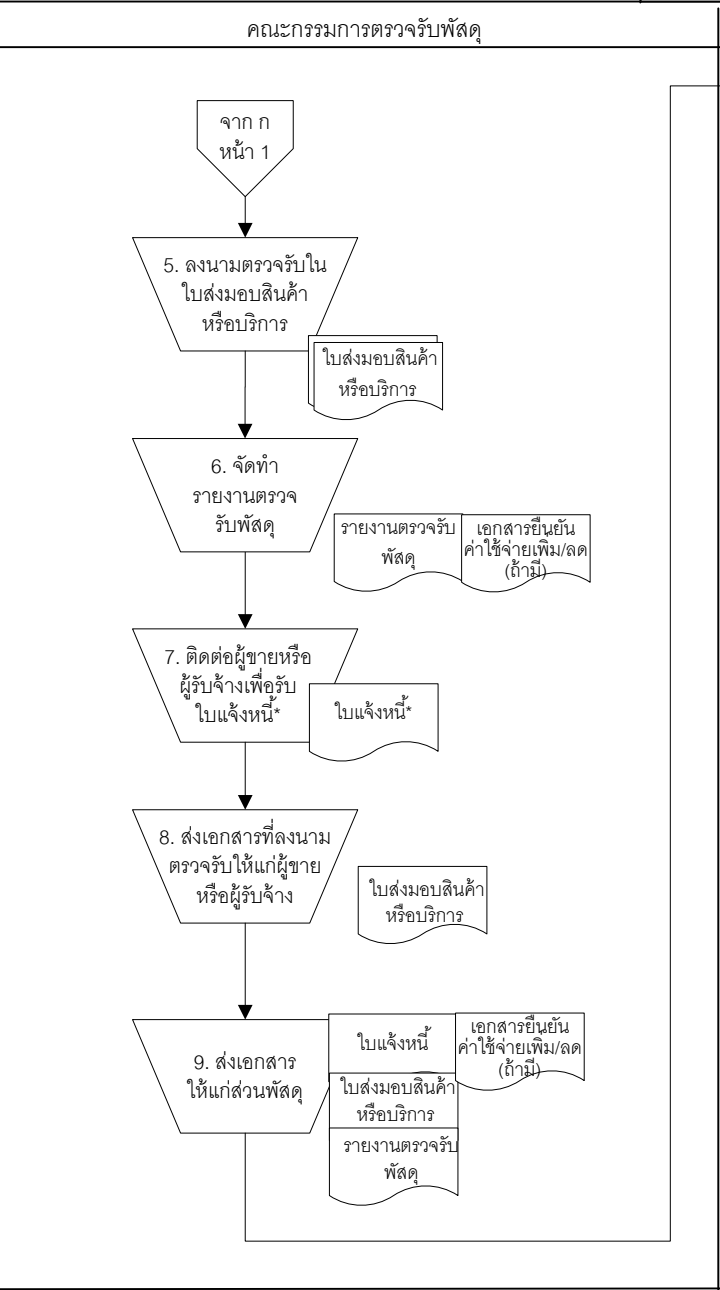 คณะกรรมการตรวจรับพัสดุ
จาก ก
หน้า 1
5. ลงนามตรวจรับใน
ใบส่งมอบสินค้า
หรือบริการ
ใบส่งมอบสินค้า
หรือบริการ
6. จัดทำ
รายงานตรวจ
รับพัสดุ
รายงานตรวจรับ
พัสดุ
เอกสารยืนยัน
ค่าใช้จ่ายเพิ่ม/ลด
(ถ้ามี)
7. ติดต่อผู้ขายหรือ
ผู้รับจ้างเพื่อรับ
ใบแจ้งหนี้*
ใบแจ้งหนี้*
8. ส่งเอกสารที่ลงนาม
ตรวจรับให้แก่ผู้ขาย
หรือผู้รับจ้าง
ใบส่งมอบสินค้า
หรือบริการ
9. ส่งเอกสาร
ให้แก่ส่วนพัสดุ
ใบแจ้งหนี้
เอกสารยืนยัน
ค่าใช้จ่ายเพิ่ม/ลด
(ถ้ามี)
ใบส่งมอบสินค้า
หรือบริการ
รายงานตรวจรับ
พัสดุ